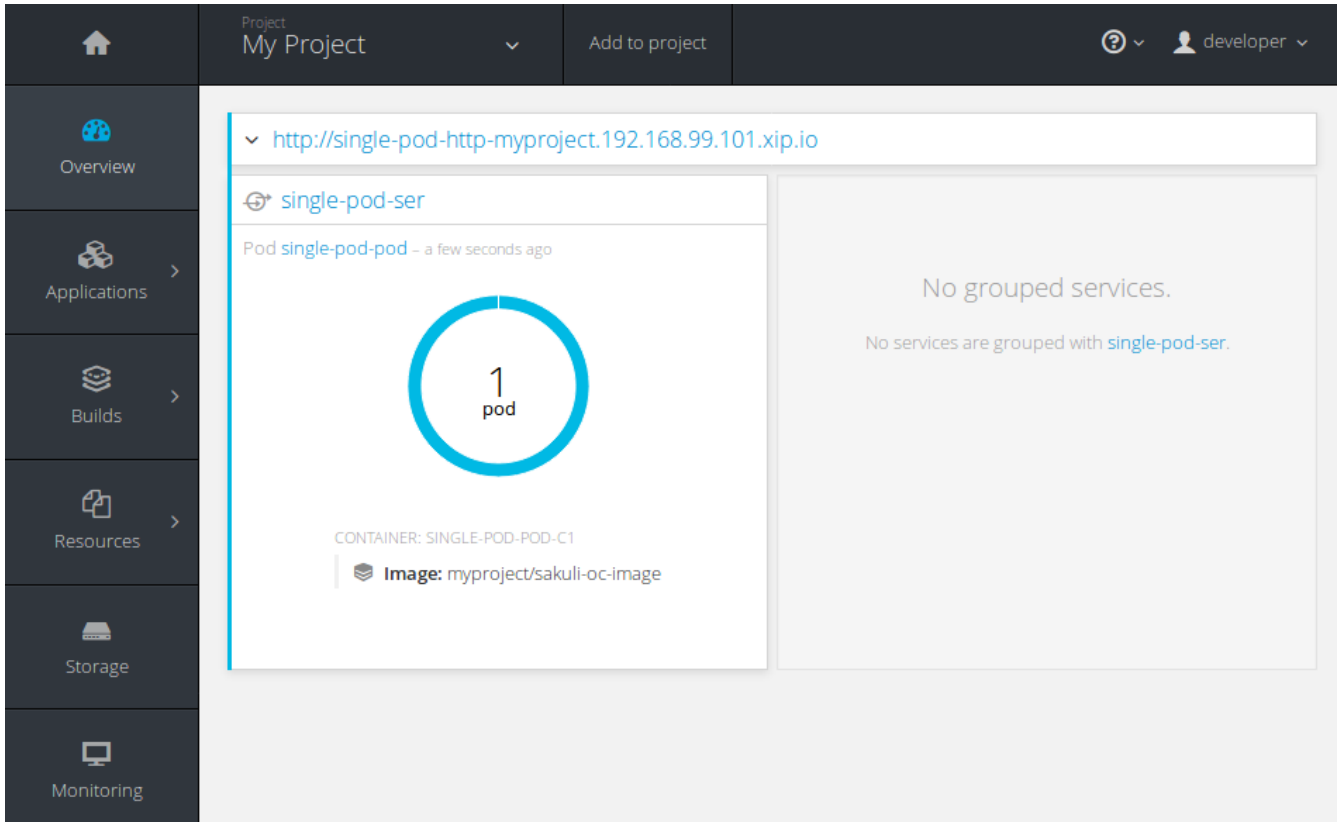 Project
My Project
Add to project
developer
Overview
Applications
Builds
Resources
Storage
Monitoring
http://single-pod-http-myproject.192.168.99.101.xip.io
single-pod-ser
Pod single-pod-pod – a few seconds ago
1
pod
CONTAINER: SINGLE-POD-POD-C1
Image: myproject/sakuli-oc-image
No grouped services.
No services are grouped with single-pod-ser.